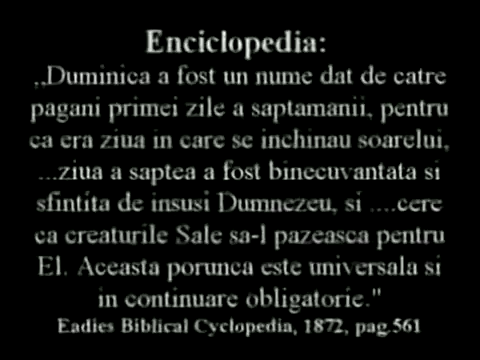 Enciclopedia:
,,Duminica a fost un nume dat de catre
pagani primei zile a saptamanii, pentru
ca era ziua in care se inchinau soarelui,
...ziua a saptea a fost binecuvantata si
sfintita de insusi Dumnezeu, si ....cere
ca creaturile Sale sa-l pazeasca pentru
El. Aceasta porunca este universala si
in continuare obligatorie."
Eadies Biblical Cyclopedia, 1872, pag.561